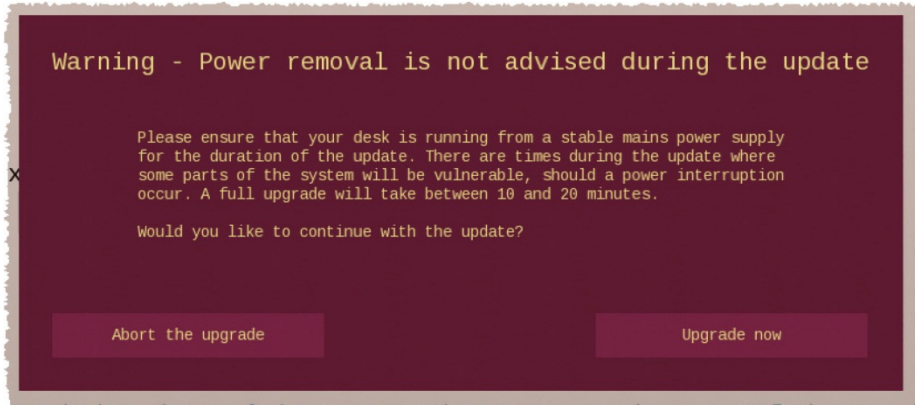 Warning - Power removal is not advised during the update
Please ensure that your desk is running from a stable mains power supply
for the duration of the update. There are times during the update where
x
some parts of the system will be vulnerable, should a power interruption
occur. A full upgrade will take between 10 and 20 minutes.
Would you like to continue with the update?
Abort the upgrade
Upgrade now